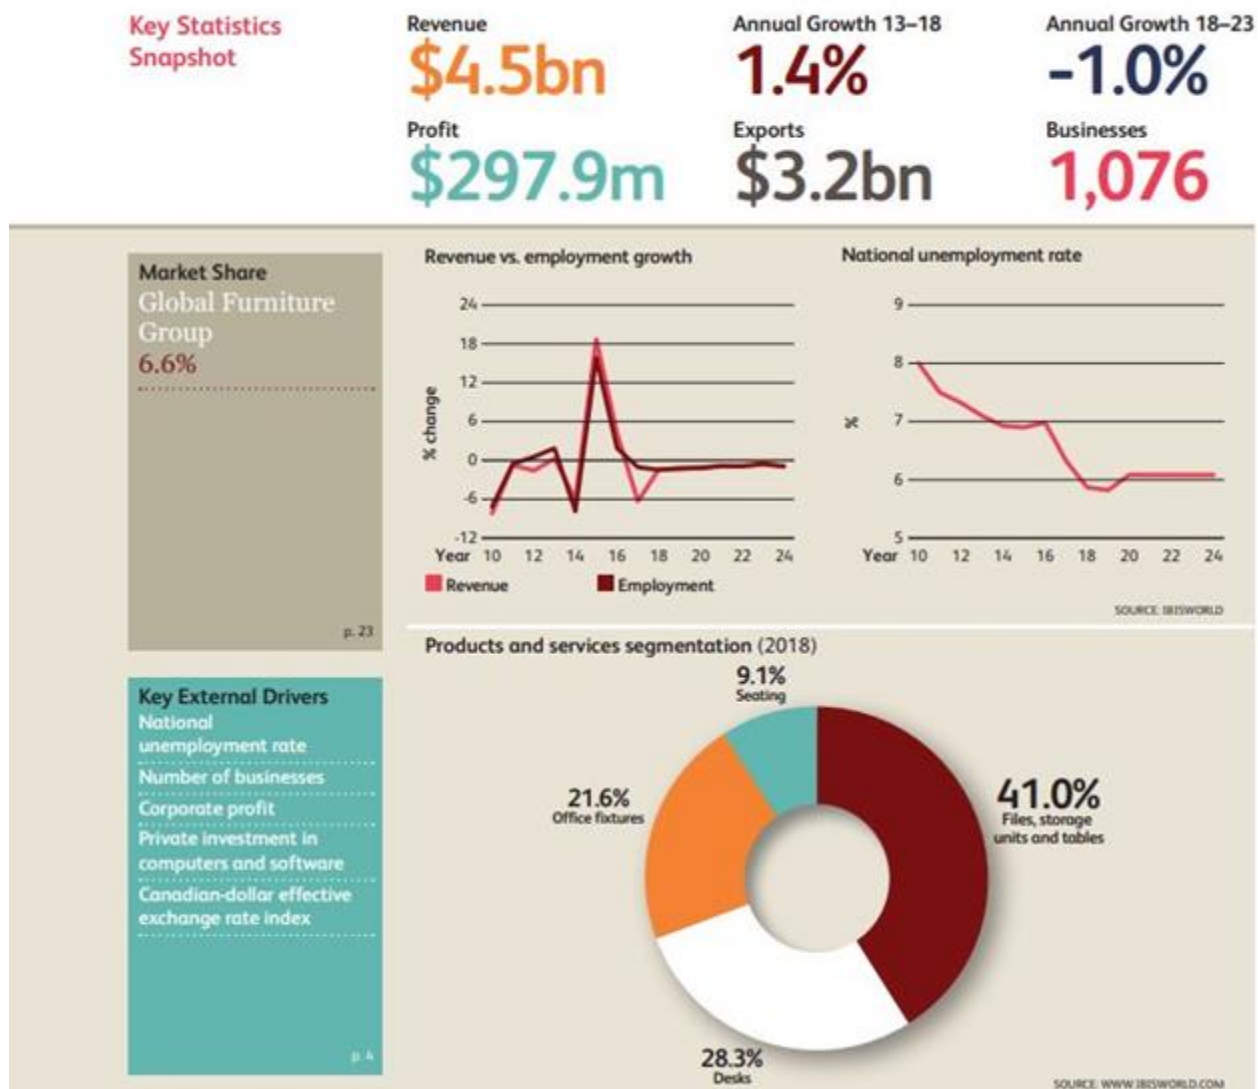 Key Statistics
Snapshot
Revenue
$4.5bn
Annual Growth 13–18
1.4%
Annual Growth 18–23
-1.0%
Profit
$297.9m
Exports
$3.2bn
Businesses
1,076
Market Share
Global Furniture
Group
6.6%
p. 23
Revenue vs. employment growth
% change
24
18
12
6
0
-6
-12
Year 10 12 14 16 18 20 22 24
Revenue Employment
National unemployment rate
%
9
8
7
6
5
Year 10 12 14 16 18 20 22 24
SOURCE: IBISWORLD
Key External Drivers
National
unemployment rate
Number of businesses
Corporate profit
Private investment in
computers and software
Canadian-dollar effective
exchange rate index
p. 4
Products and services segmentation (2018)
9.1%
Seating
21.6%
Office fixtures
41.0%
Files, storage
units and tables
28.3%
Desks
SOURCE: WWW.IBISWORLD.COM